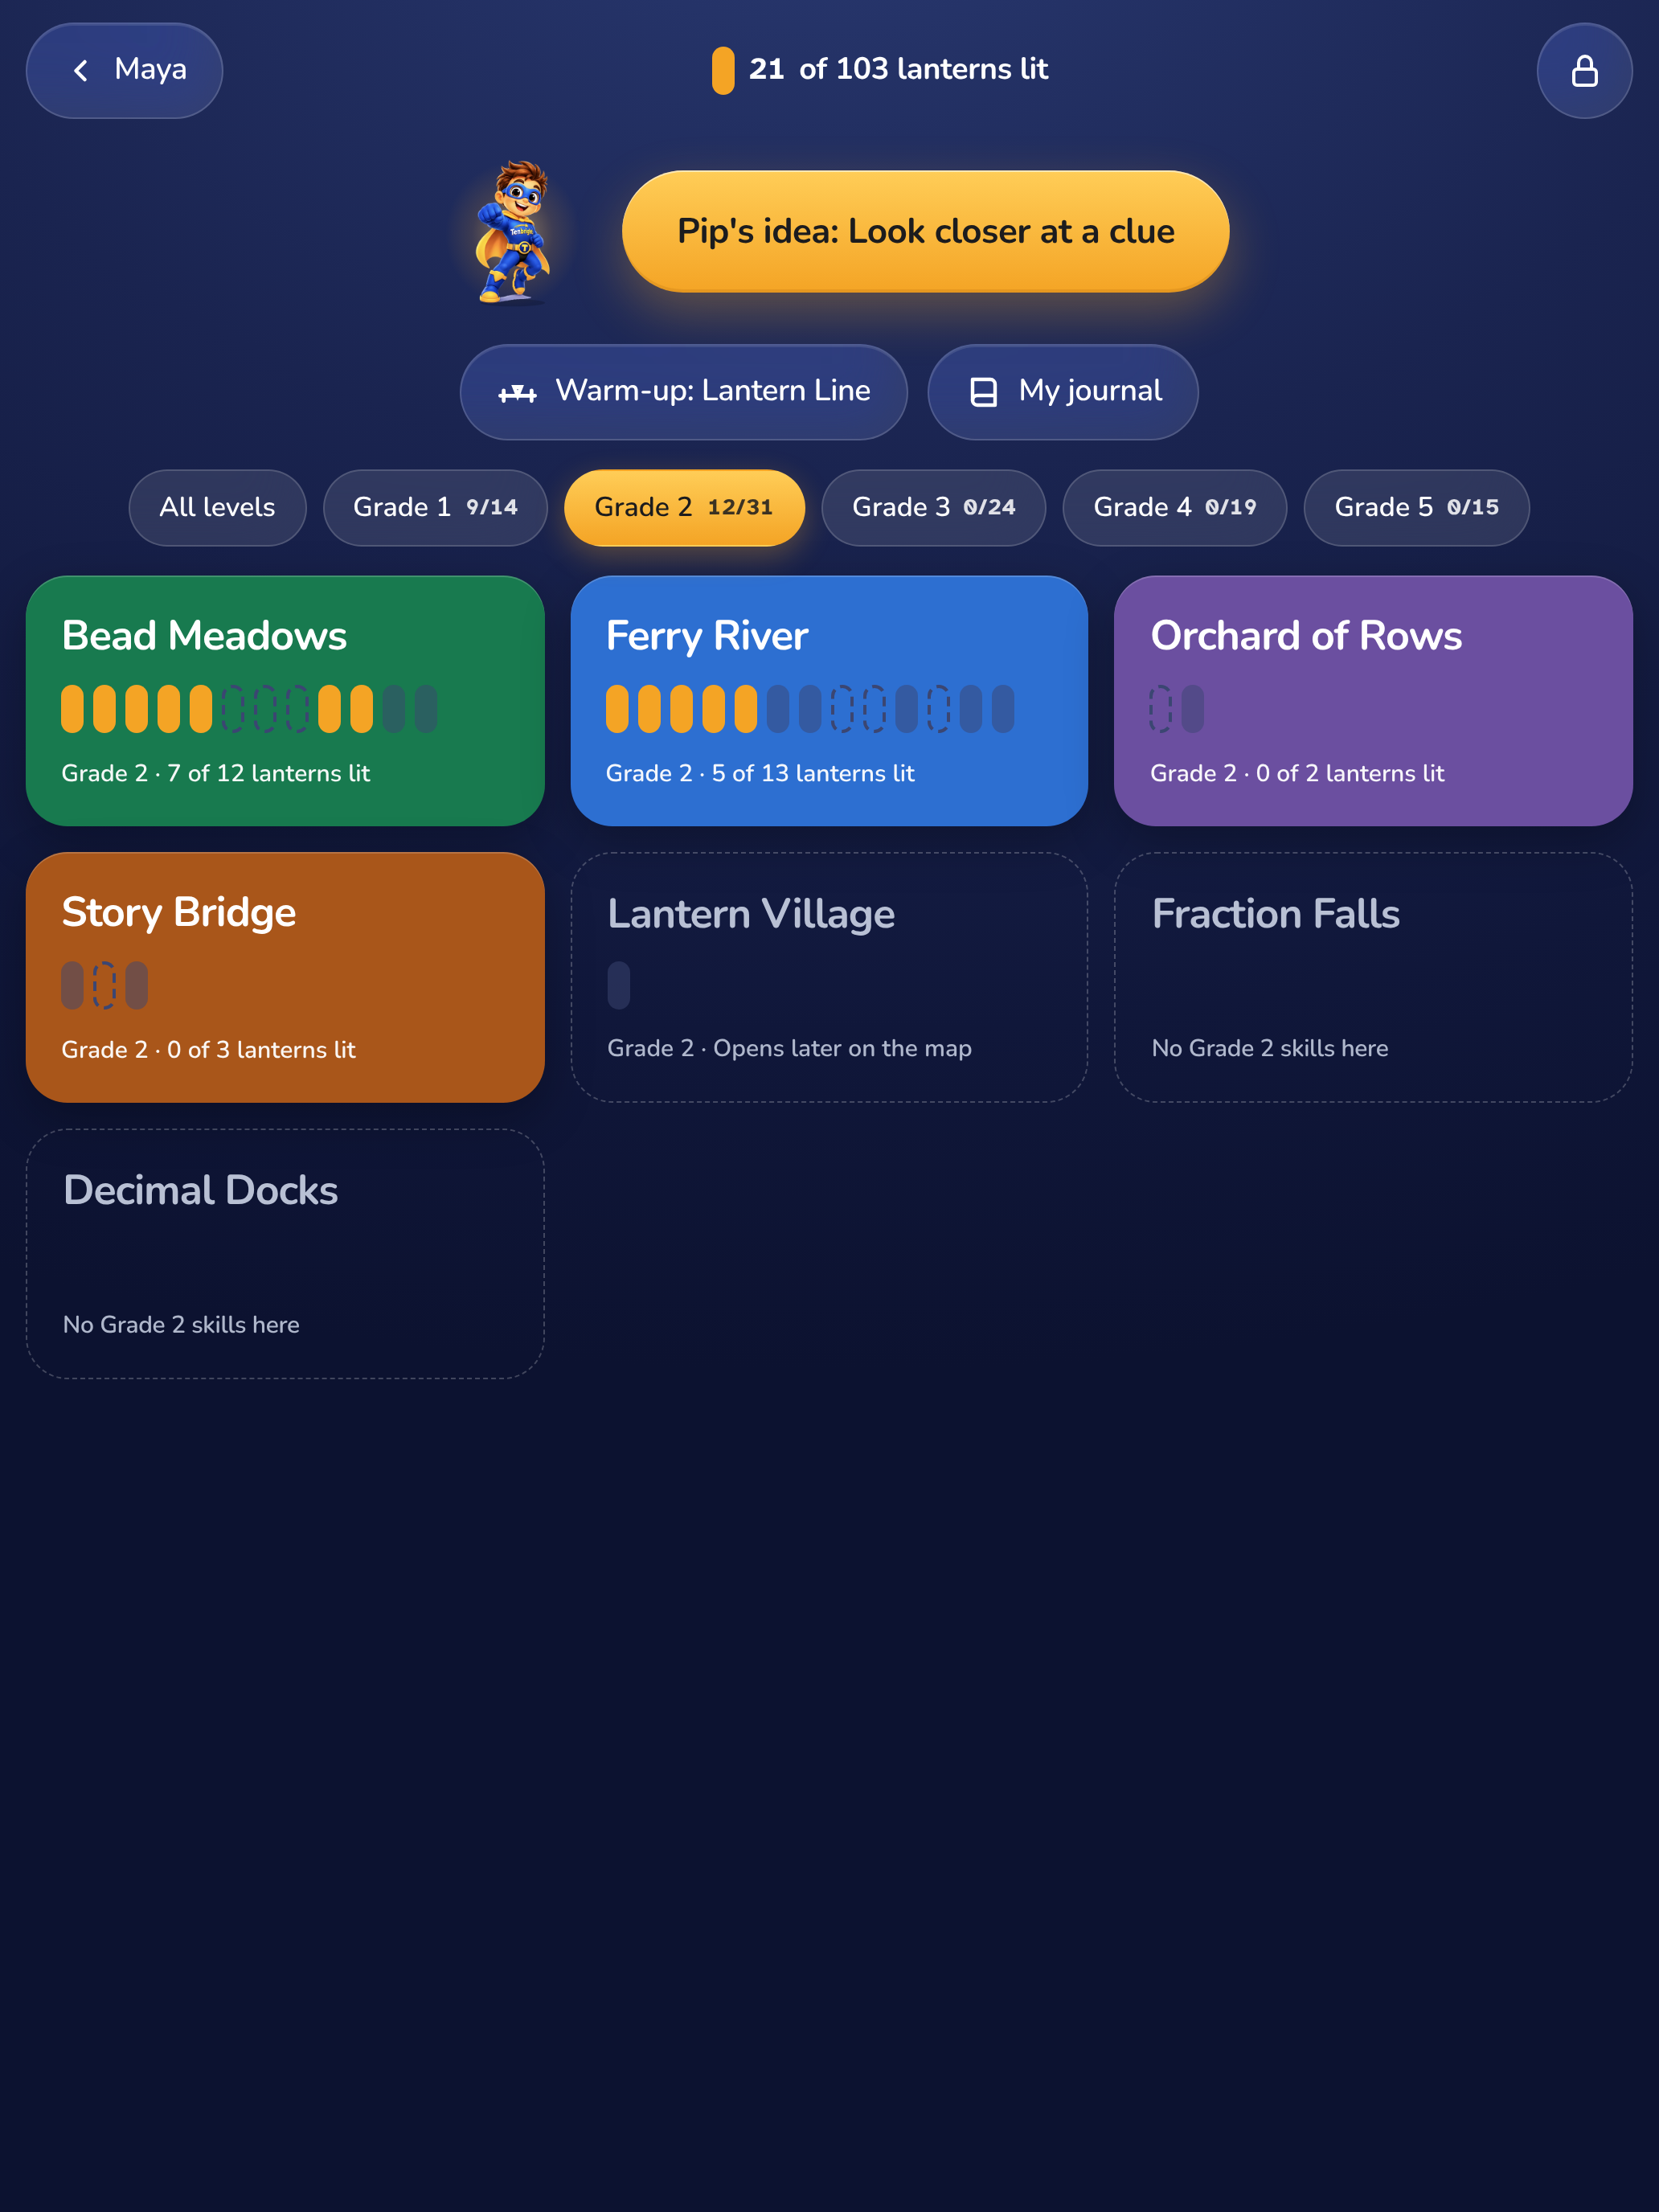 Maya
21 of 103 lanterns lit
Tenbright
Pip's idea: Look closer at a clue
Warm-up: Lantern Line
My journal
All levels
Grade 1 9/14
Grade 2 12/31
Grade 3 0/24
Grade 4 0/19
Grade 5 0/15
Bead Meadows
Grade 2 · 7 of 12 lanterns lit
Ferry River
Grade 2 · 5 of 13 lanterns lit
Orchard of Rows
Grade 2 · 0 of 2 lanterns lit
Story Bridge
Grade 2 · 0 of 3 lanterns lit
Lantern Village
Grade 2 · Opens later on the map
Fraction Falls
No Grade 2 skills here
Decimal Docks
No Grade 2 skills here